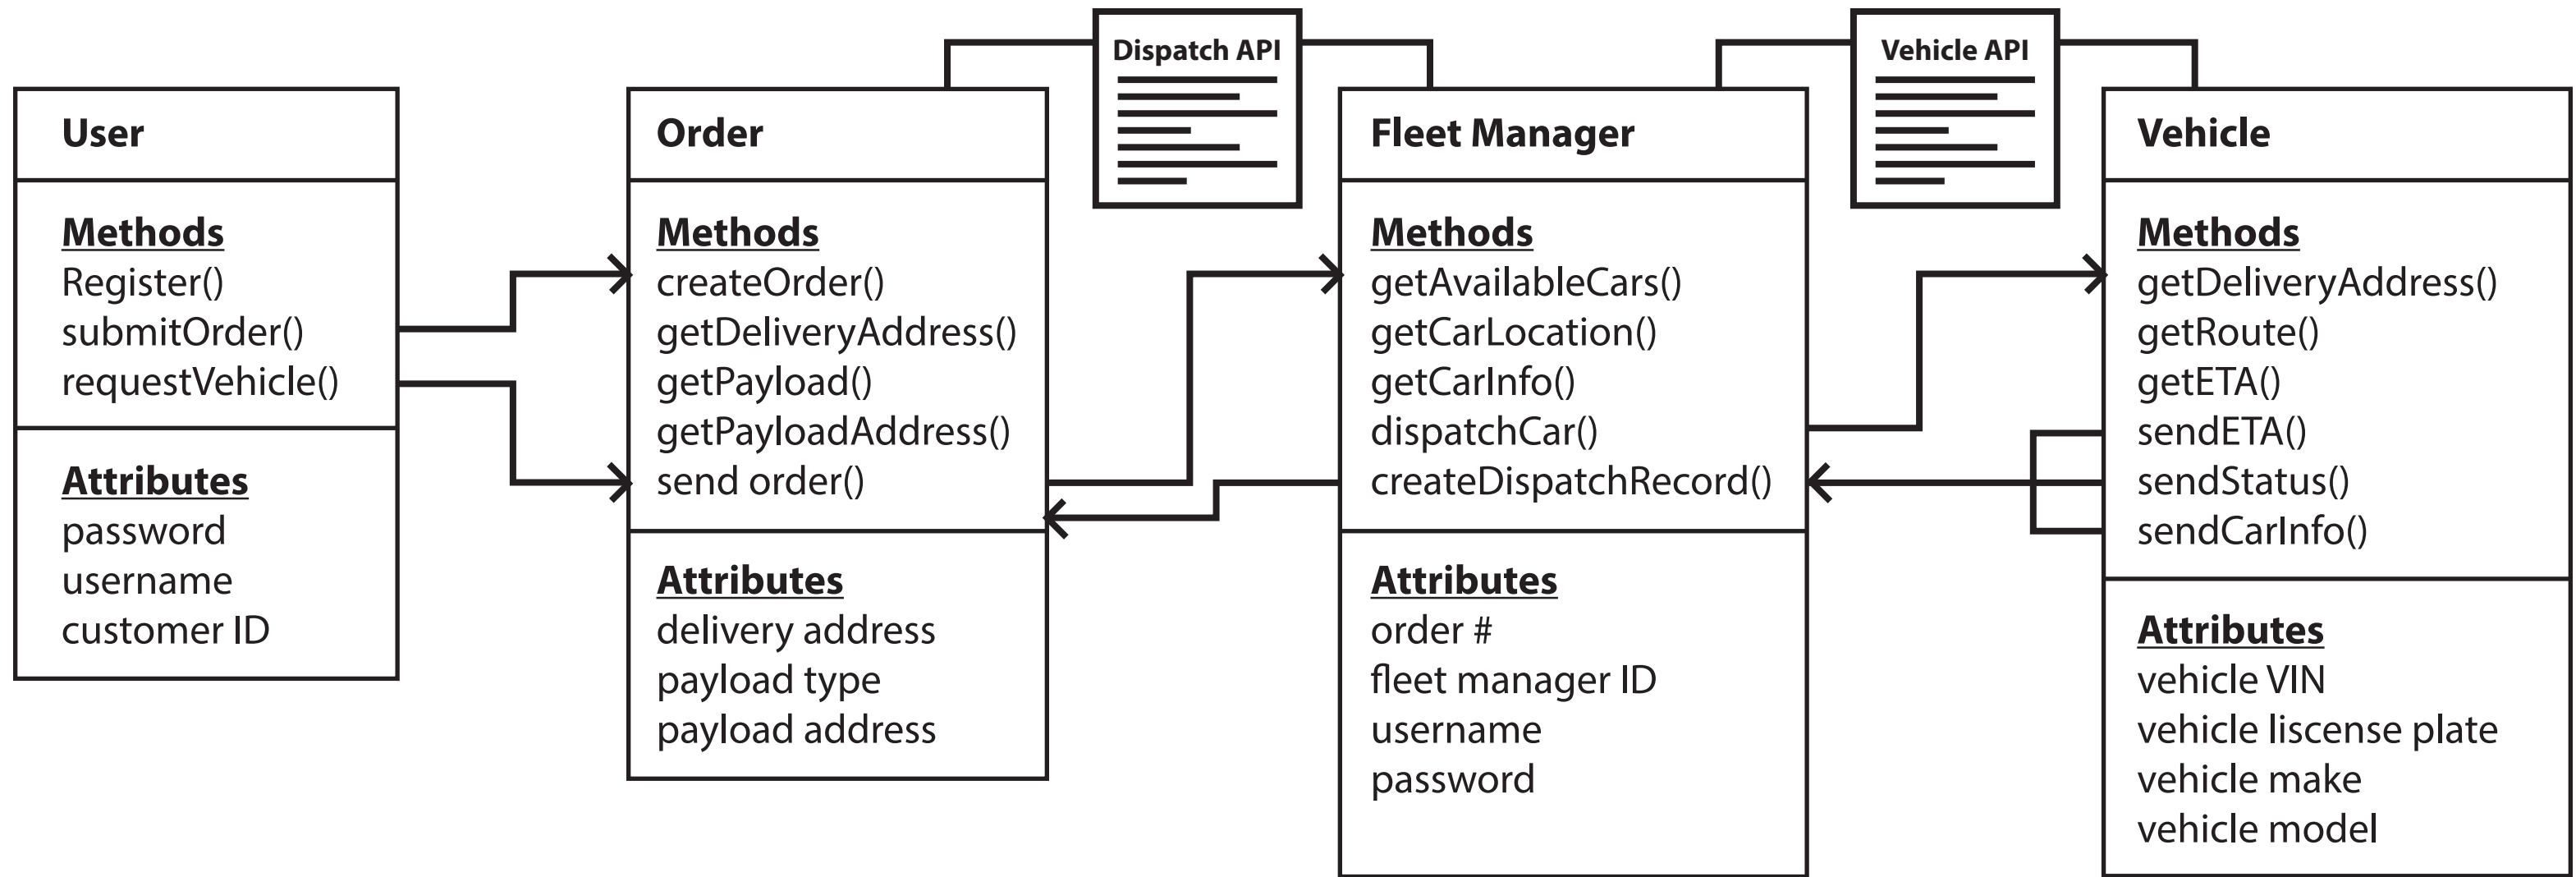 Dispatch API
Vehicle API
User
Methods
Register()
submitOrder()
requestVehicle()
Attributes
password
username
customer ID
Order
Methods
createOrder()
getDeliveryAddress()
getPayload()
getPayloadAddress()
send order()
Attributes
delivery address
payload type
payload address
Fleet Manager
Methods
getAvailableCars()
getCarLocation()
getCarInfo()
dispatchCar()
createDispatchRecord()
Attributes
order #
fleet manager ID
username
password
Vehicle
Methods
getDeliveryAddress()
getRoute()
getETA()
sendETA()
sendStatus()
sendCarInfo()
Attributes
vehicle VIN
vehicle liscense plate
vehicle make
vehicle model